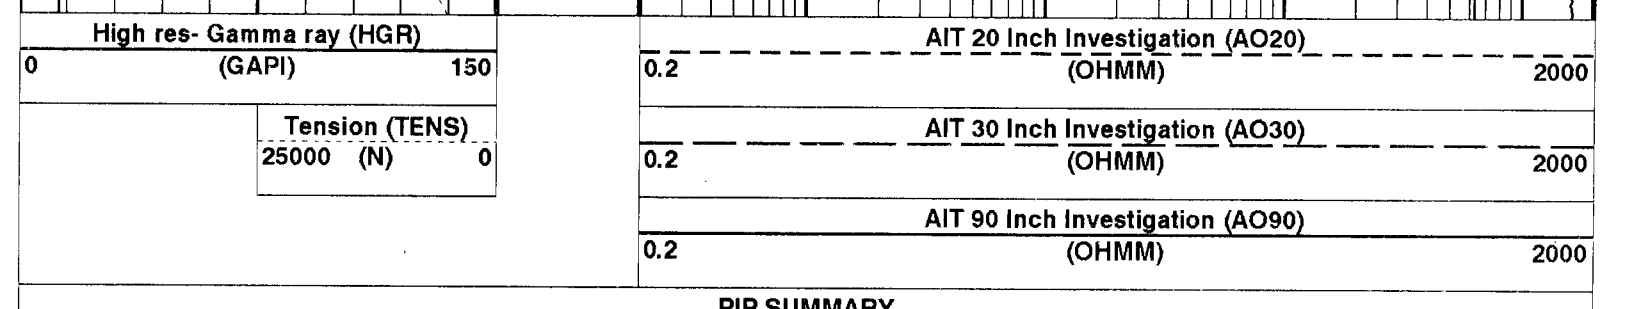 High res- Gamma ray (HGR)
0 (GAPI) 150
Tension (TENS)
25000 (N) 0
AIT 20 Inch Investigation (AO20)
0.2 (OHMM) 2000
AIT 30 Inch Investigation (AO30)
0.2 (OHMM) 2000
AIT 90 Inch Investigation (AO90)
0.2 (OHMM) 2000
PIP SUMMARY